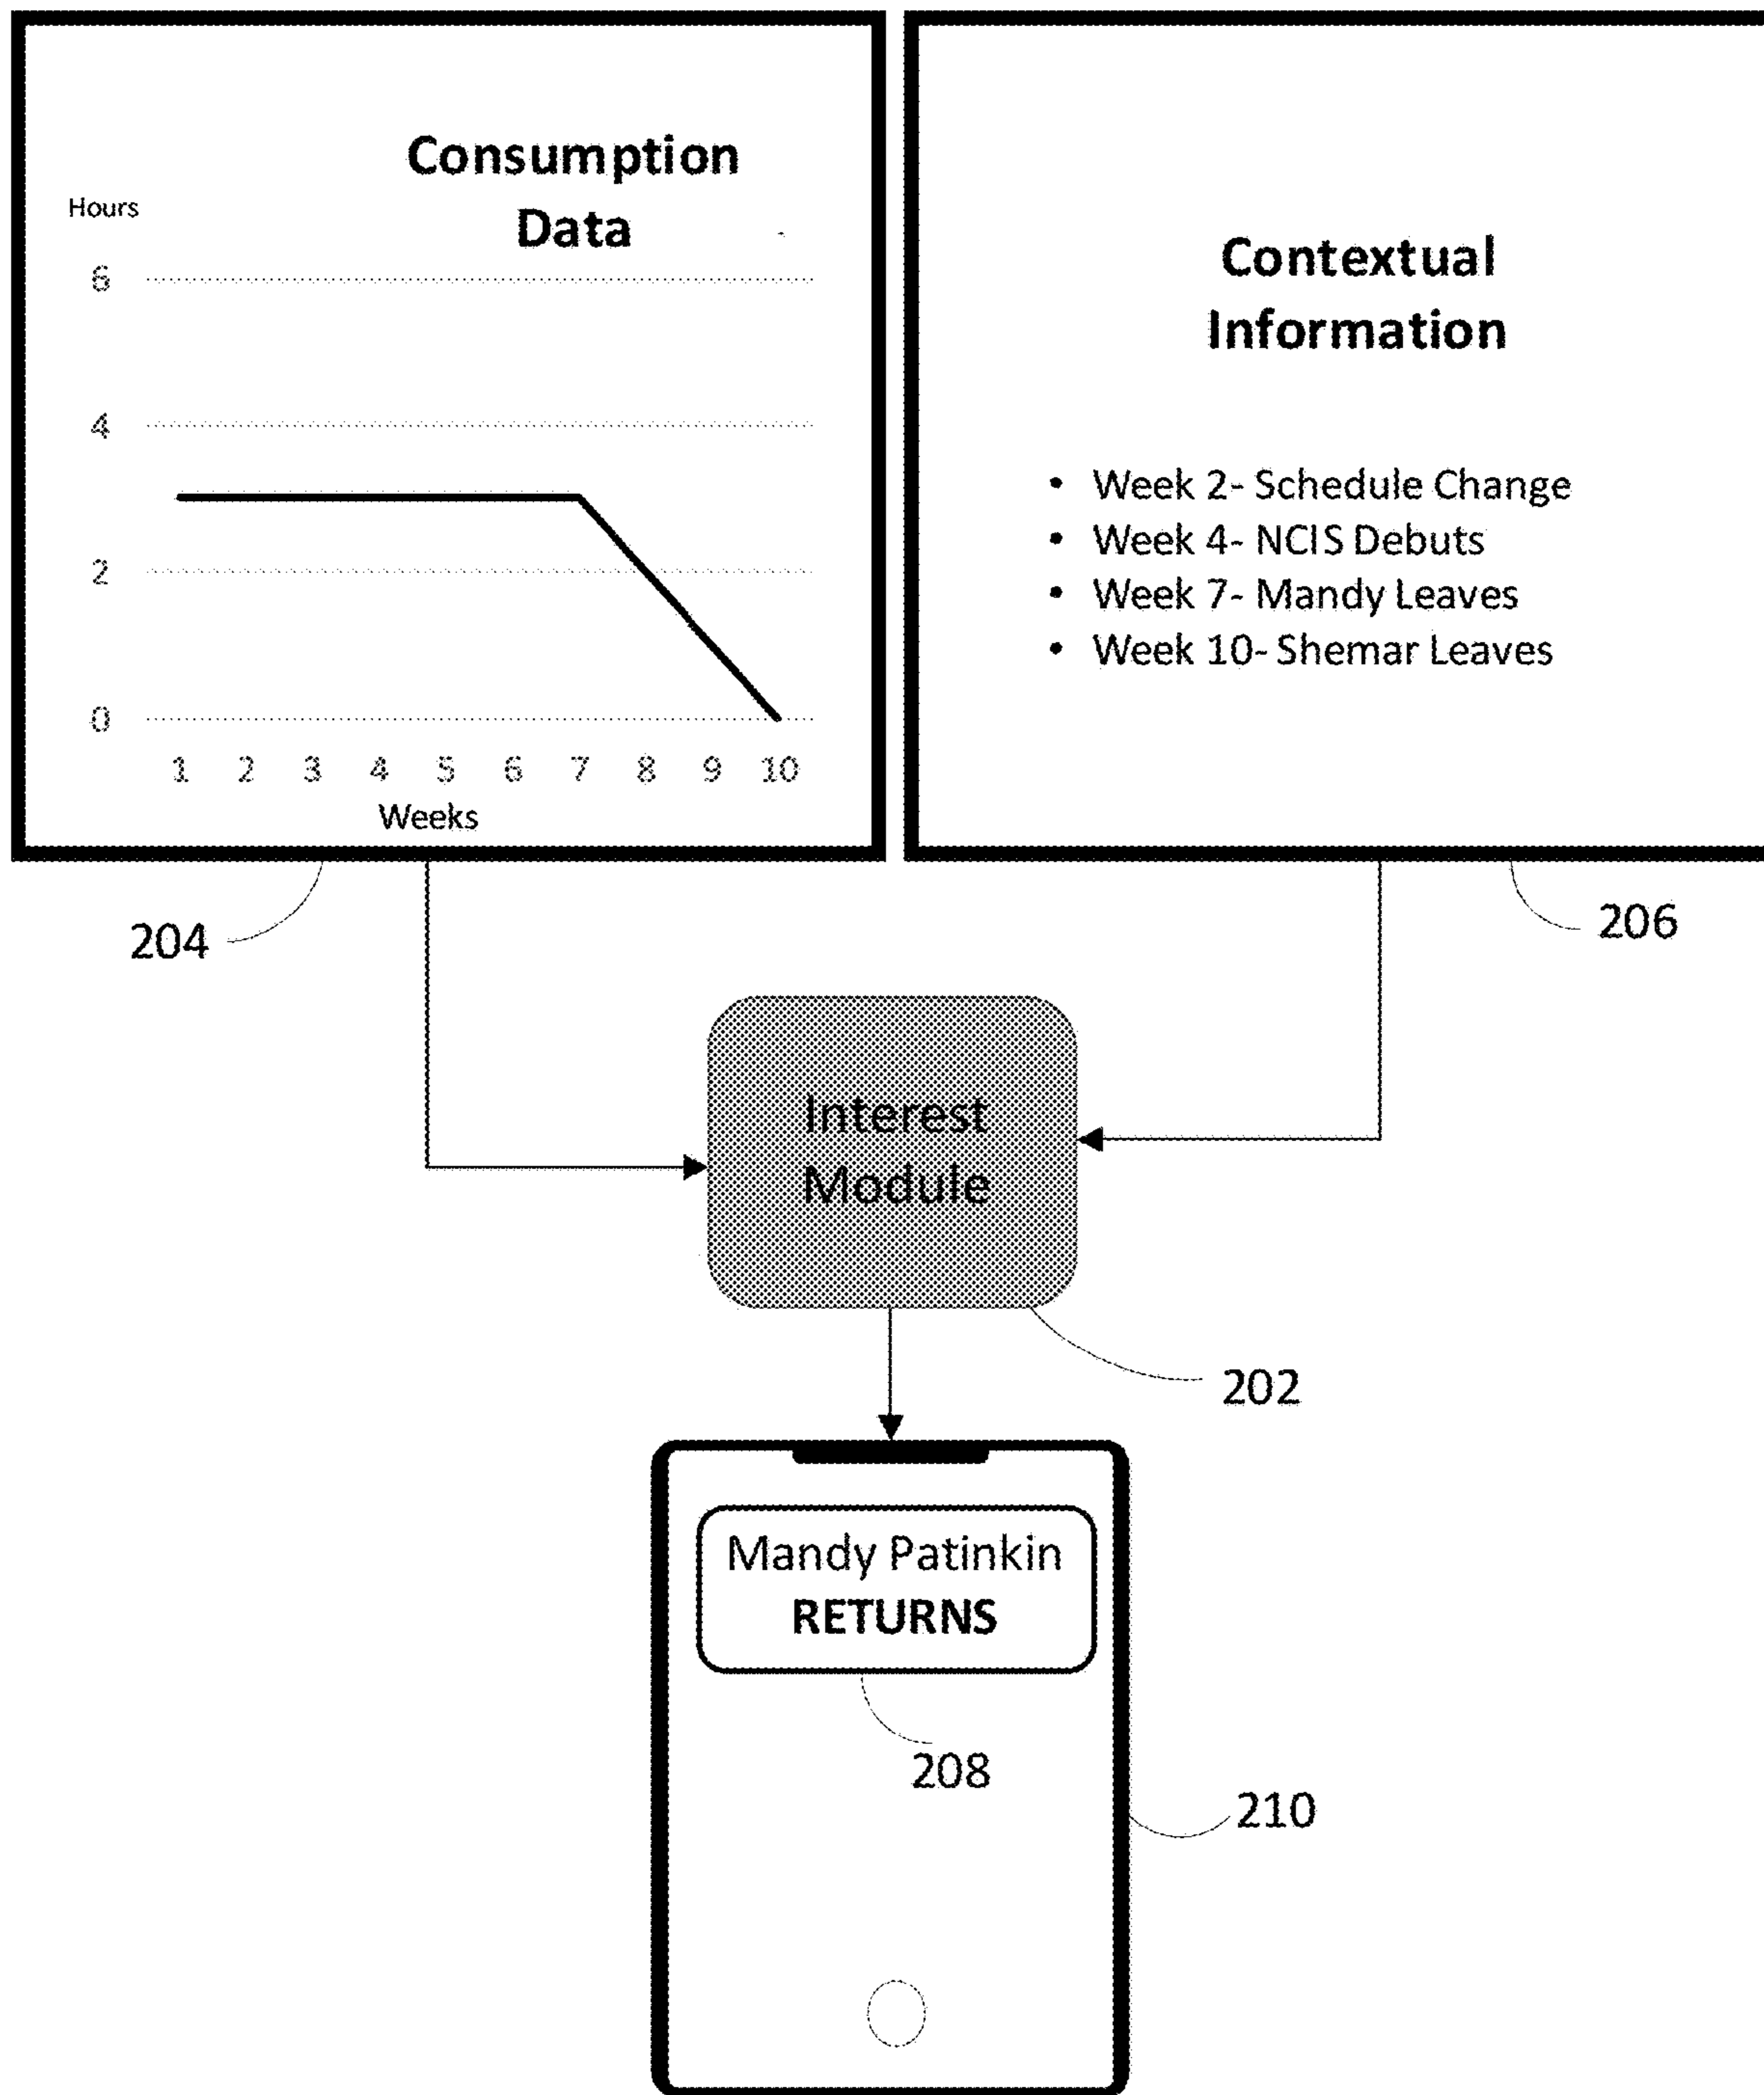 Consumption
Data
Hours
6
4
2
0
1 2 3 4 5 6 7 8 9 10
Weeks
Contextual
Information
• Week 2- Schedule Change
• Week 4- NCIS Debuts
• Week 7- Mandy Leaves
• Week 10- Shemar Leaves
204
206
Interest
Module
202
Mandy Patinkin
RETURNS
208
210